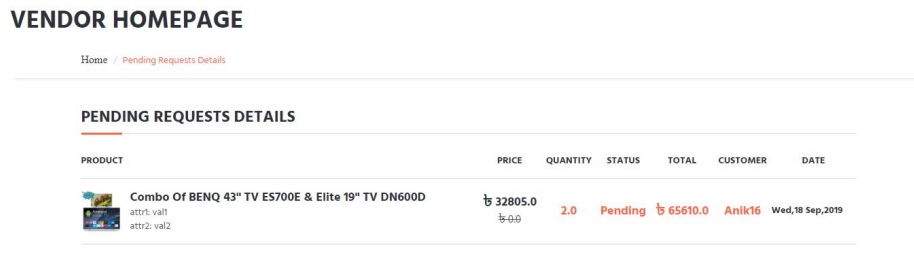 VENDOR HOMEPAGE
Home / Pending Requests Details
PENDING REQUESTS DETAILS
PRODUCT PRICE QUANTITY STATUS TOTAL CUSTOMER DATE
Combo Of BENQ 43" TV ES700E & Elite 19" TV DN600D
attr1: val1
attr2: val2
৳ 32805.0
৳ 0.0
2.0
Pending
৳ 65610.0
Anik16
Wed,18 Sep,2019